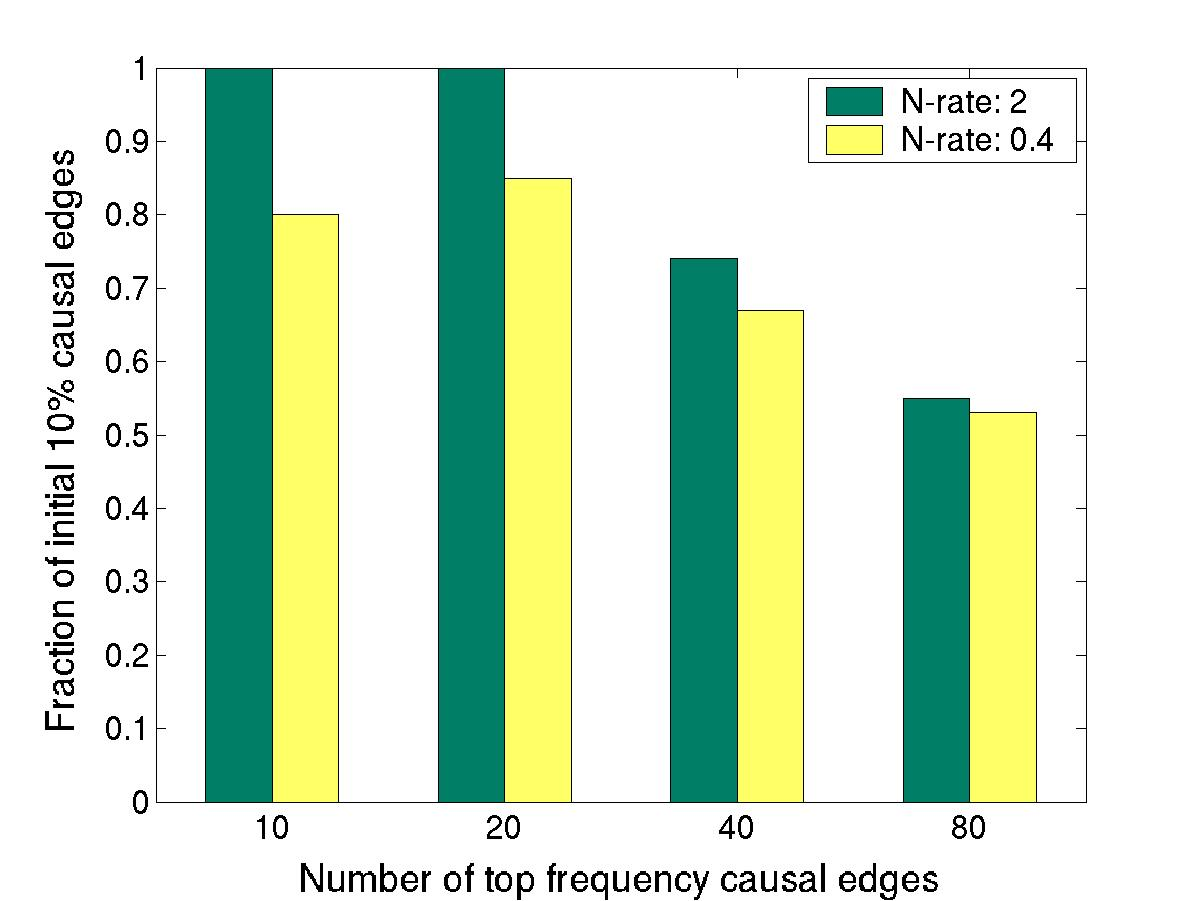 N-rate: 2
N-rate: 0.4
Fraction of initial 10% causal edges
1
0.9
0.8
0.7
0.6
0.5
0.4
0.3
0.2
0.1
0
10 20 40 80
Number of top frequency causal edges